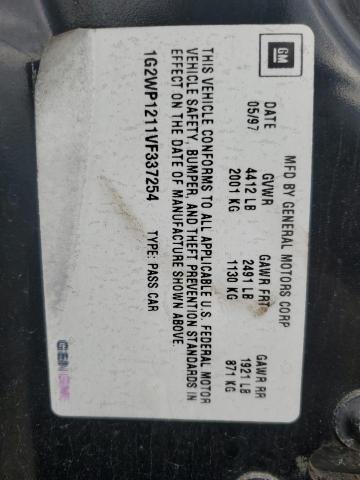 GM
MFD BY GENERAL MOTORS CORP
DATE GVWR GAWR FRT GAWR RR
05/97 4412 LB 2491 LB 1921 LB
2001 KG 1130 KG 871 KG
THIS VEHICLE CONFORMS TO ALL APPLICABLE U.S. FEDERAL MOTOR
VEHICLE SAFETY, BUMPER, AND THEFT PREVENTION STANDARDS IN
EFFECT ON THE DATE OF MANUFACTURE SHOWN ABOVE.
1G2WP1211VF337254 TYPE: PASS CAR